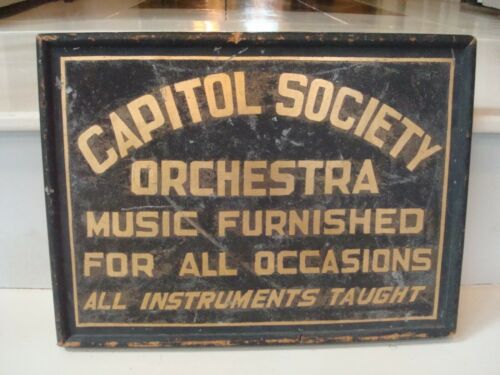 CAPITOL SOCIETY
ORCHESTRA
MUSIC FURNISHED
FOR ALL OCCASIONS
ALL INSTRUMENTS TAUGHT